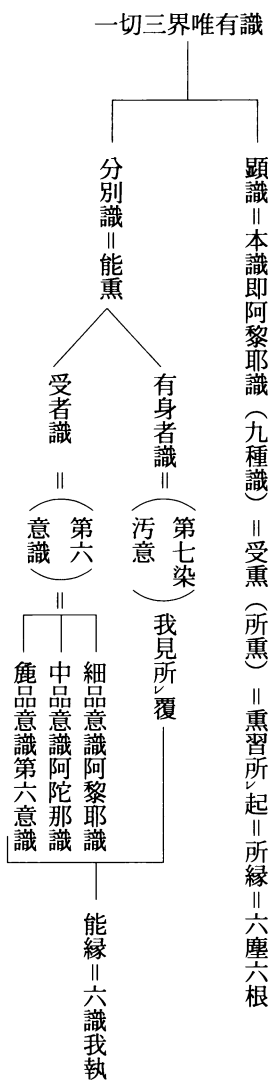 一切三界唯有識
顕識＝本識即阿黎耶識（九種識）＝受熏（所熏）＝熏習所㆑起＝所縁＝六塵六根
分別識＝能熏
有身者識＝（第七染汚意）我見所㆑覆
受者識＝（第六意識）＝
細品意識阿黎耶識
中品意識阿陀那識
麁品意識第六意識
能縁＝六識我執